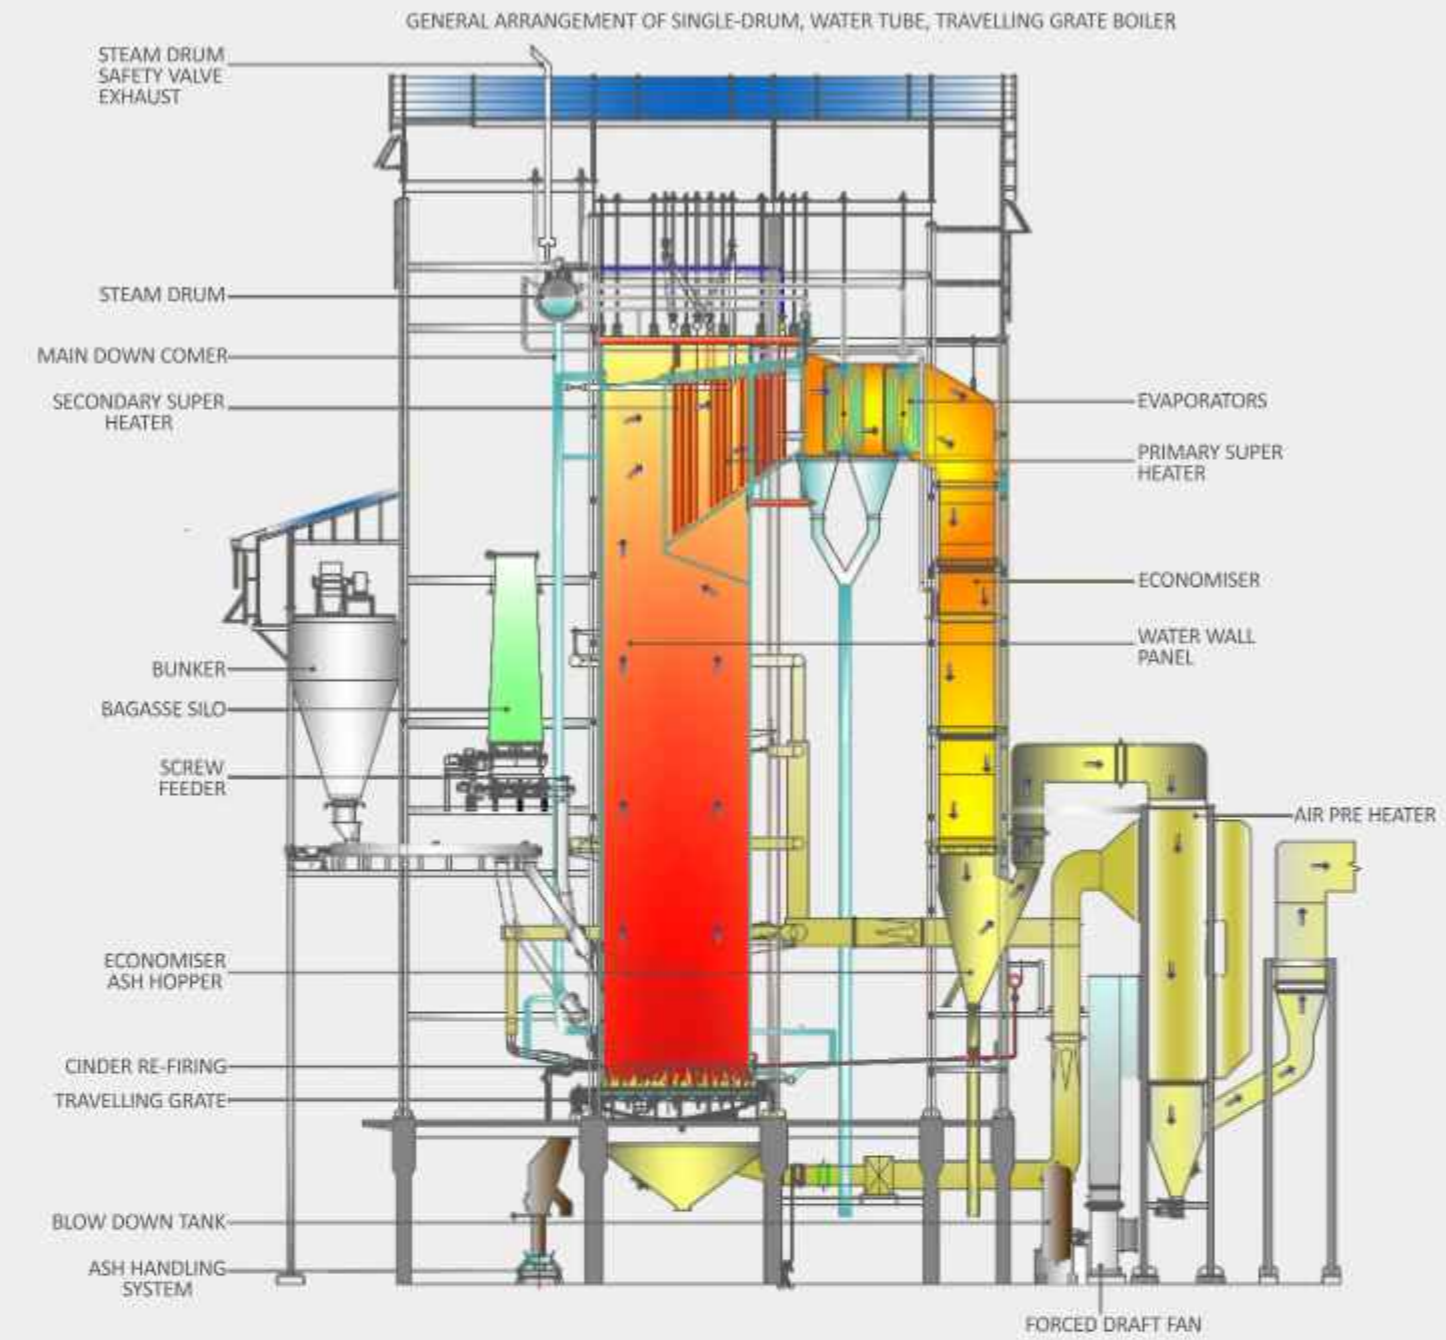 GENERAL ARRANGEMENT OF SINGLE-DRUM, WATER TUBE, TRAVELLING GRATE BOILER
STEAM DRUM
SAFETY VALVE
EXHAUST
STEAM DRUM
MAIN DOWN COMER
SECONDARY SUPER
HEATER
BUNKER
BAGASSE SILO
SCREW
FEEDER
ECONOMISER
ASH HOPPER
CINDER RE-FIRING
TRAVELLING GRATE
BLOW DOWN TANK
ASH HANDLING
SYSTEM
EVAPORATORS
PRIMARY SUPER
HEATER
ECONOMISER
WATER WALL
PANEL
AIR PRE HEATER
FORCED DRAFT FAN